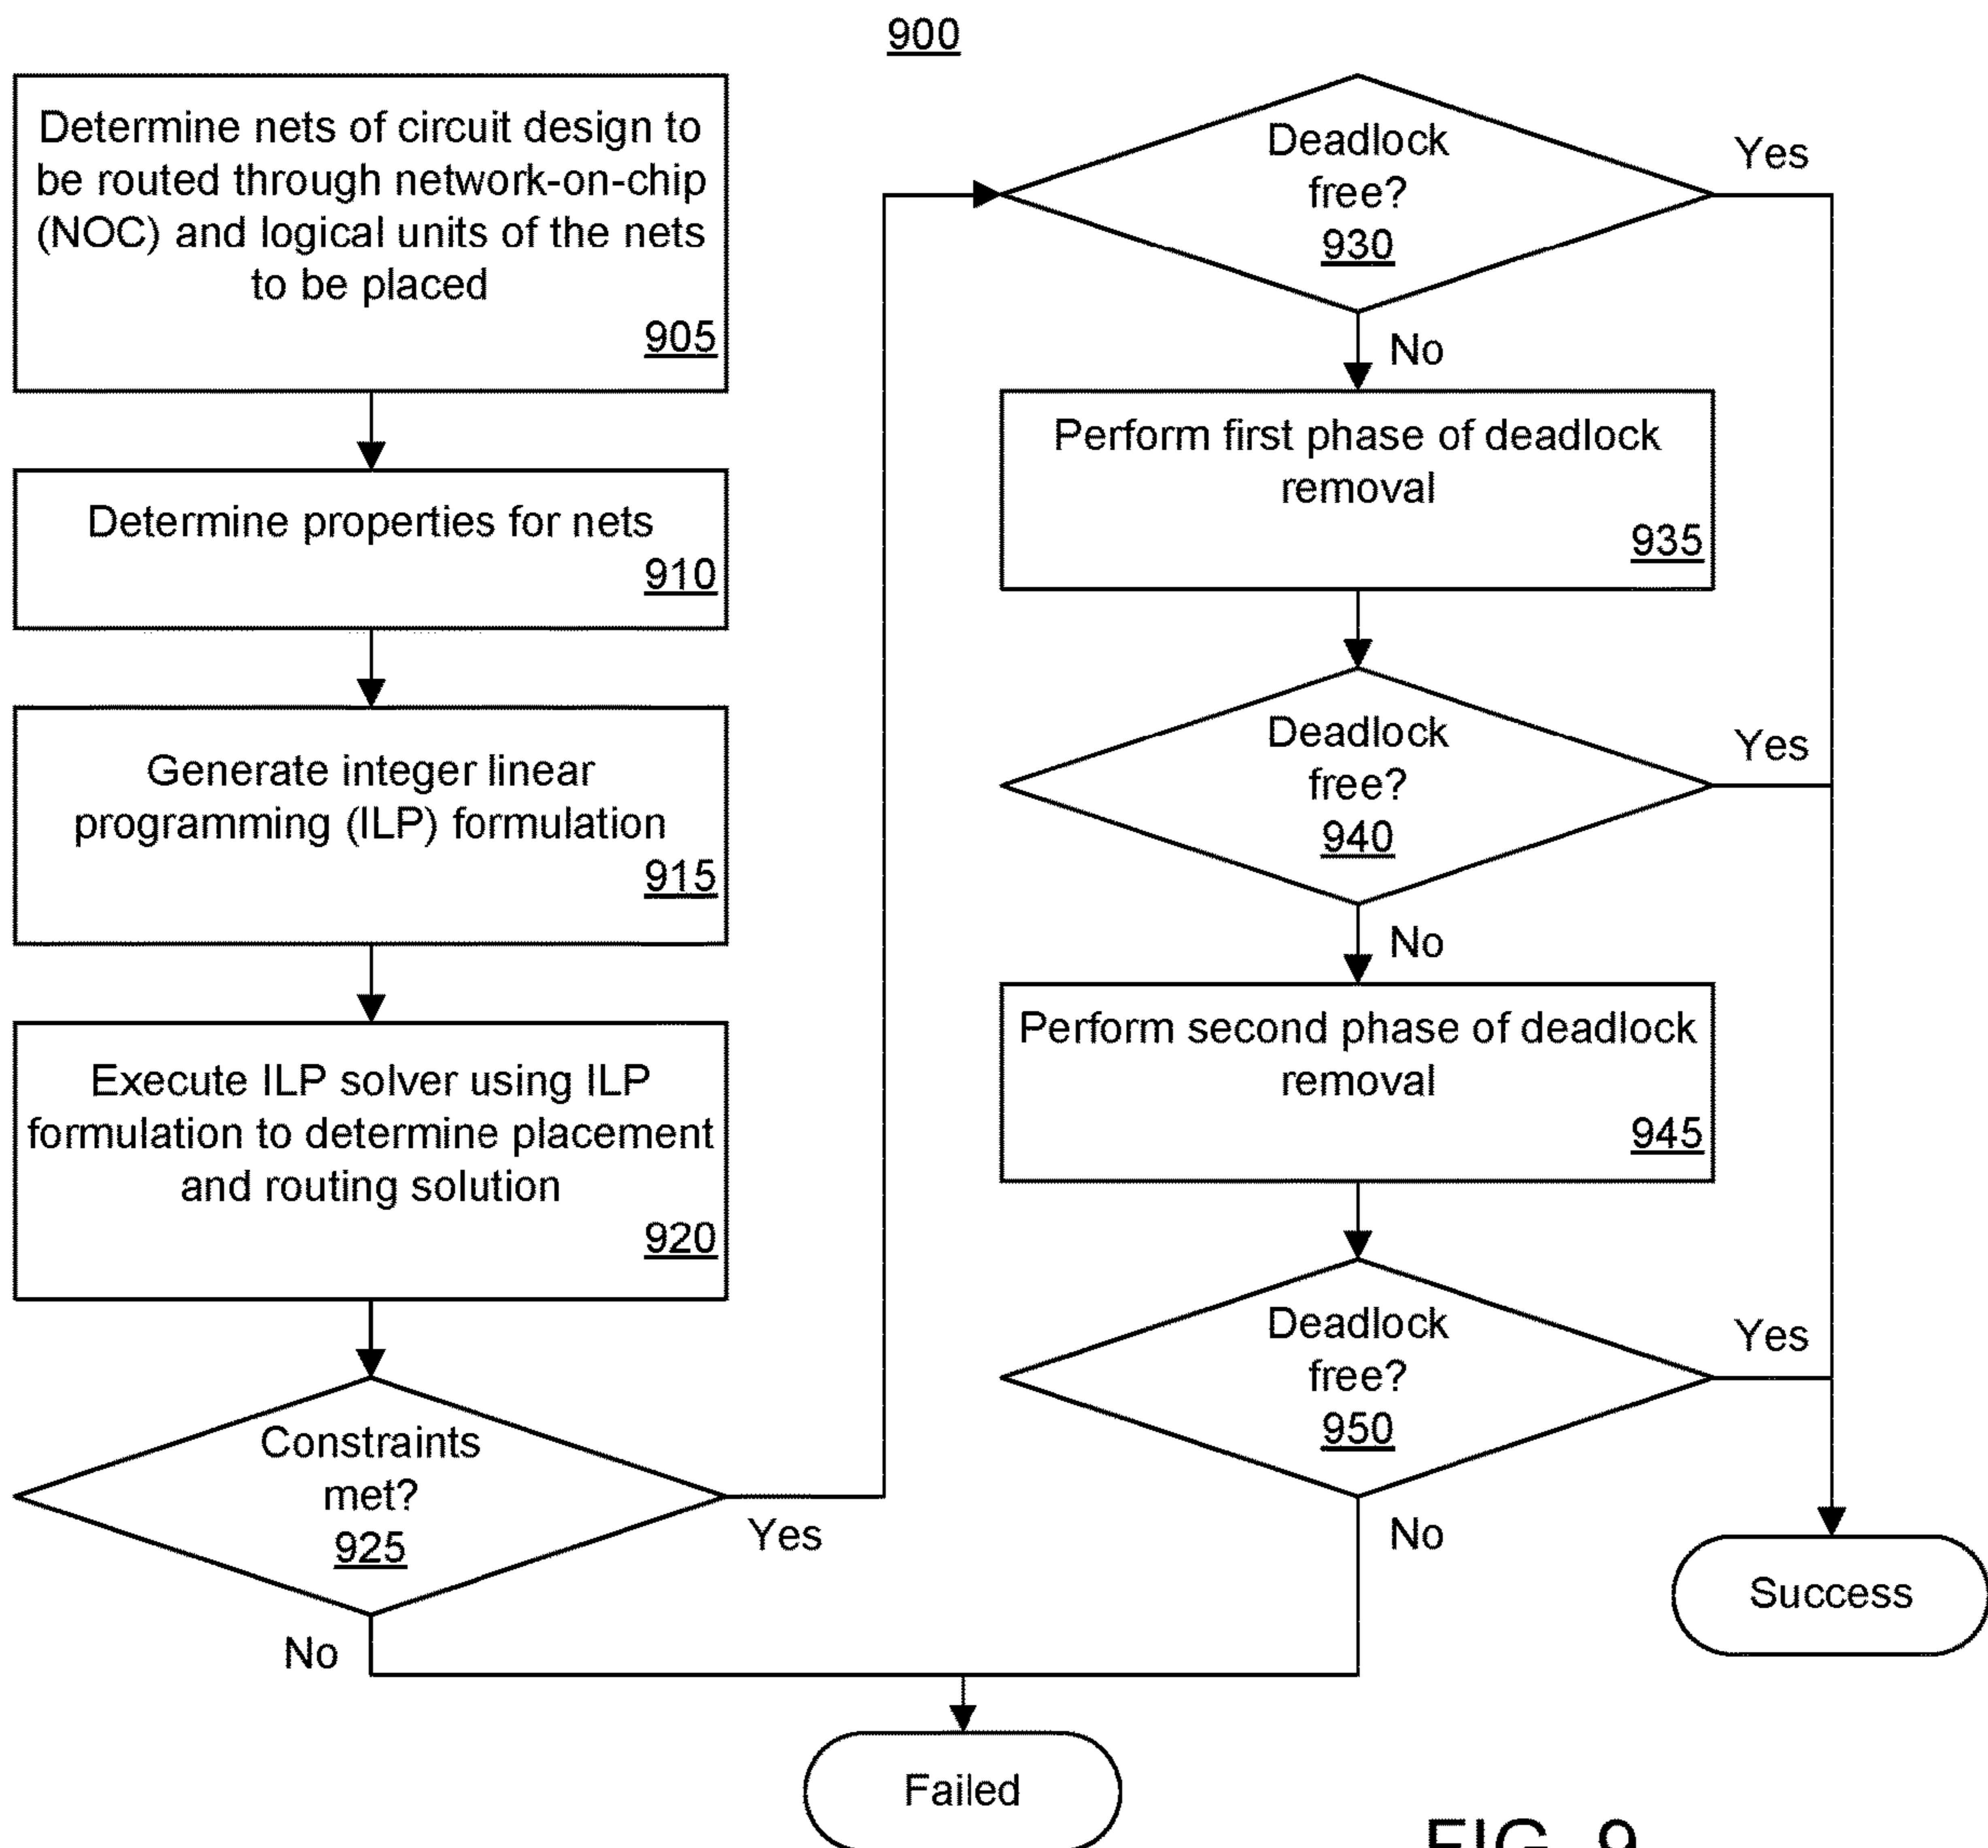 900
Determine nets of circuit design to
be routed through network-on-chip
(NOC) and logical units of the nets
to be placed
905
Determine properties for nets
910
Generate integer linear
programming (ILP) formulation
915
Execute ILP solver using ILP
formulation to determine placement
and routing solution
920
Constraints
met?
925
Yes
No
Deadlock
free?
930
Yes
No
Perform first phase of deadlock
removal
935
Deadlock
free?
940
Yes
No
Perform second phase of deadlock
removal
945
Deadlock
free?
950
Yes
No
Success
Failed
FIG. 9